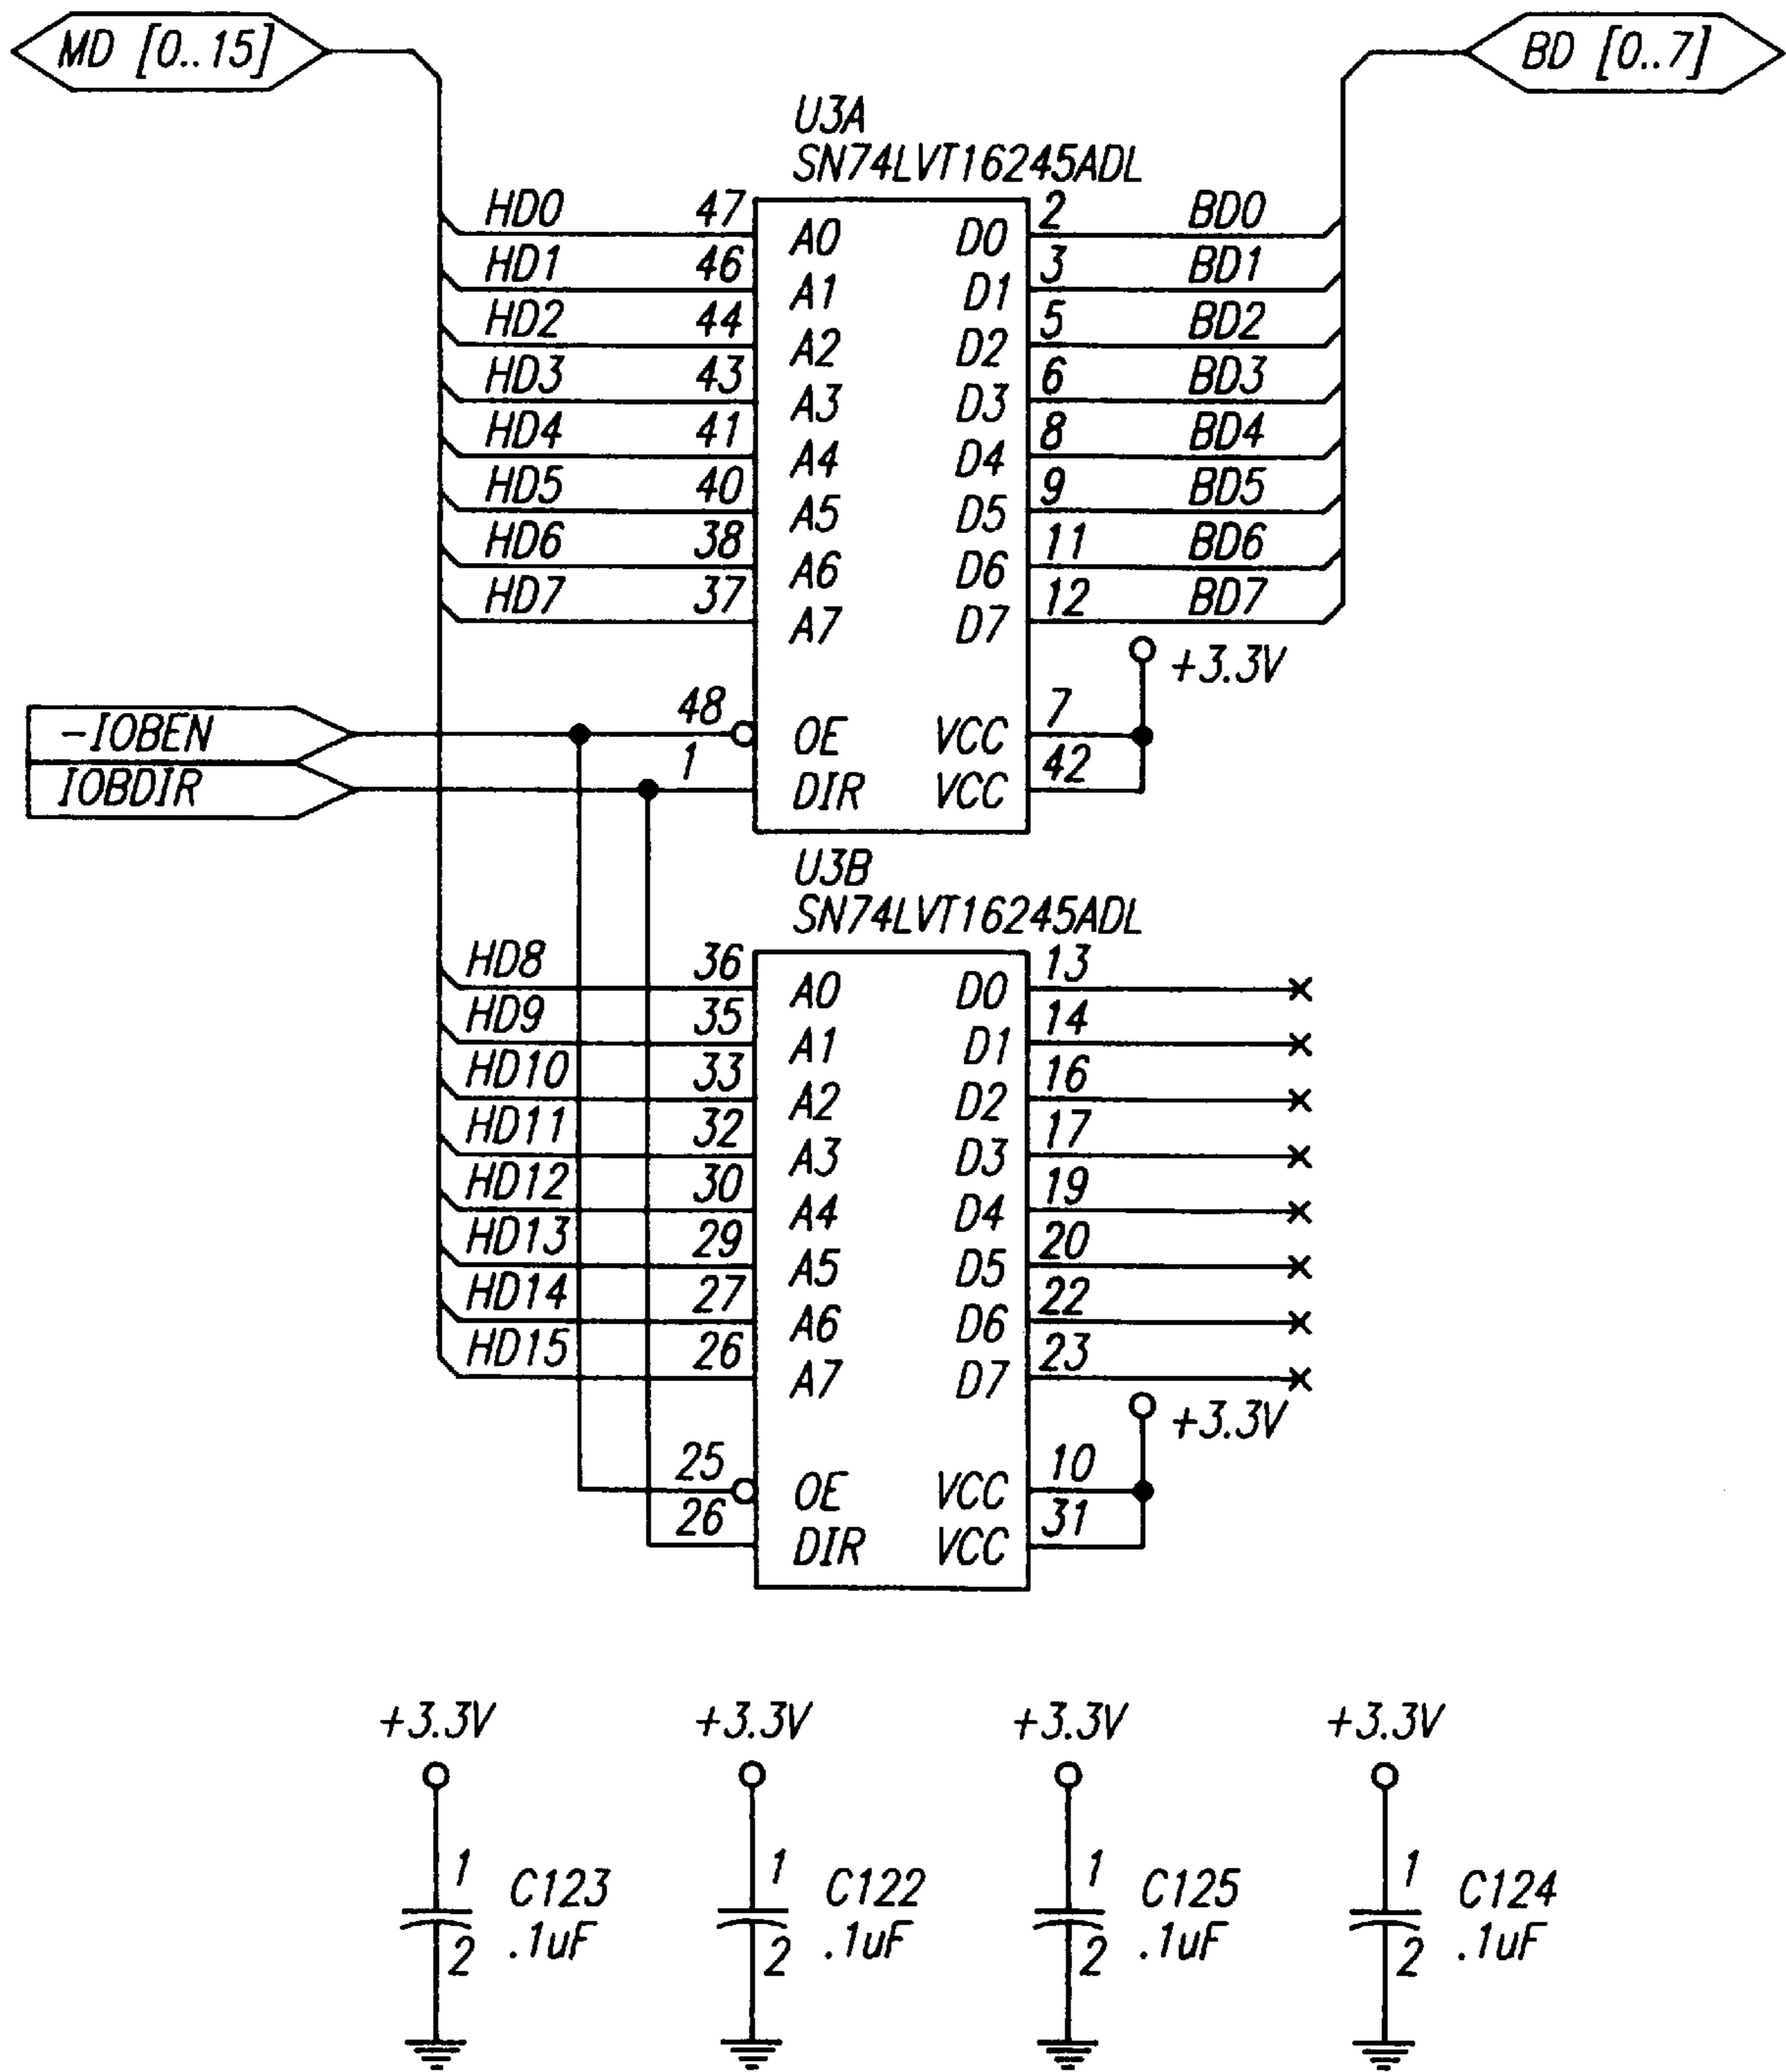 MD [0..15]
BD [0..7]
U3A
SN74LVT16245ADL
HD0 47 A0 D0 2 BD0
HD1 46 A1 D1 3 BD1
HD2 44 A2 D2 5 BD2
HD3 43 A3 D3 6 BD3
HD4 41 A4 D4 8 BD4
HD5 40 A5 D5 9 BD5
HD6 38 A6 D6 11 BD6
HD7 37 A7 D7 12 BD7
+3.3V
-IOBEN 48 OE VCC 7
IOBDIR 1 DIR VCC 42
U3B
SN74LVT16245ADL
HD8 36 A0 D0 13
HD9 35 A1 D1 14
HD10 33 A2 D2 16
HD11 32 A3 D3 17
HD12 30 A4 D4 19
HD13 29 A5 D5 20
HD14 27 A6 D6 22
HD15 26 A7 D7 23
+3.3V
25 OE VCC 10
26 DIR VCC 31
+3.3V +3.3V +3.3V +3.3V
1 C123 1 C122 1 C125 1 C124
2 .1uF 2 .1uF 2 .1uF 2 .1uF